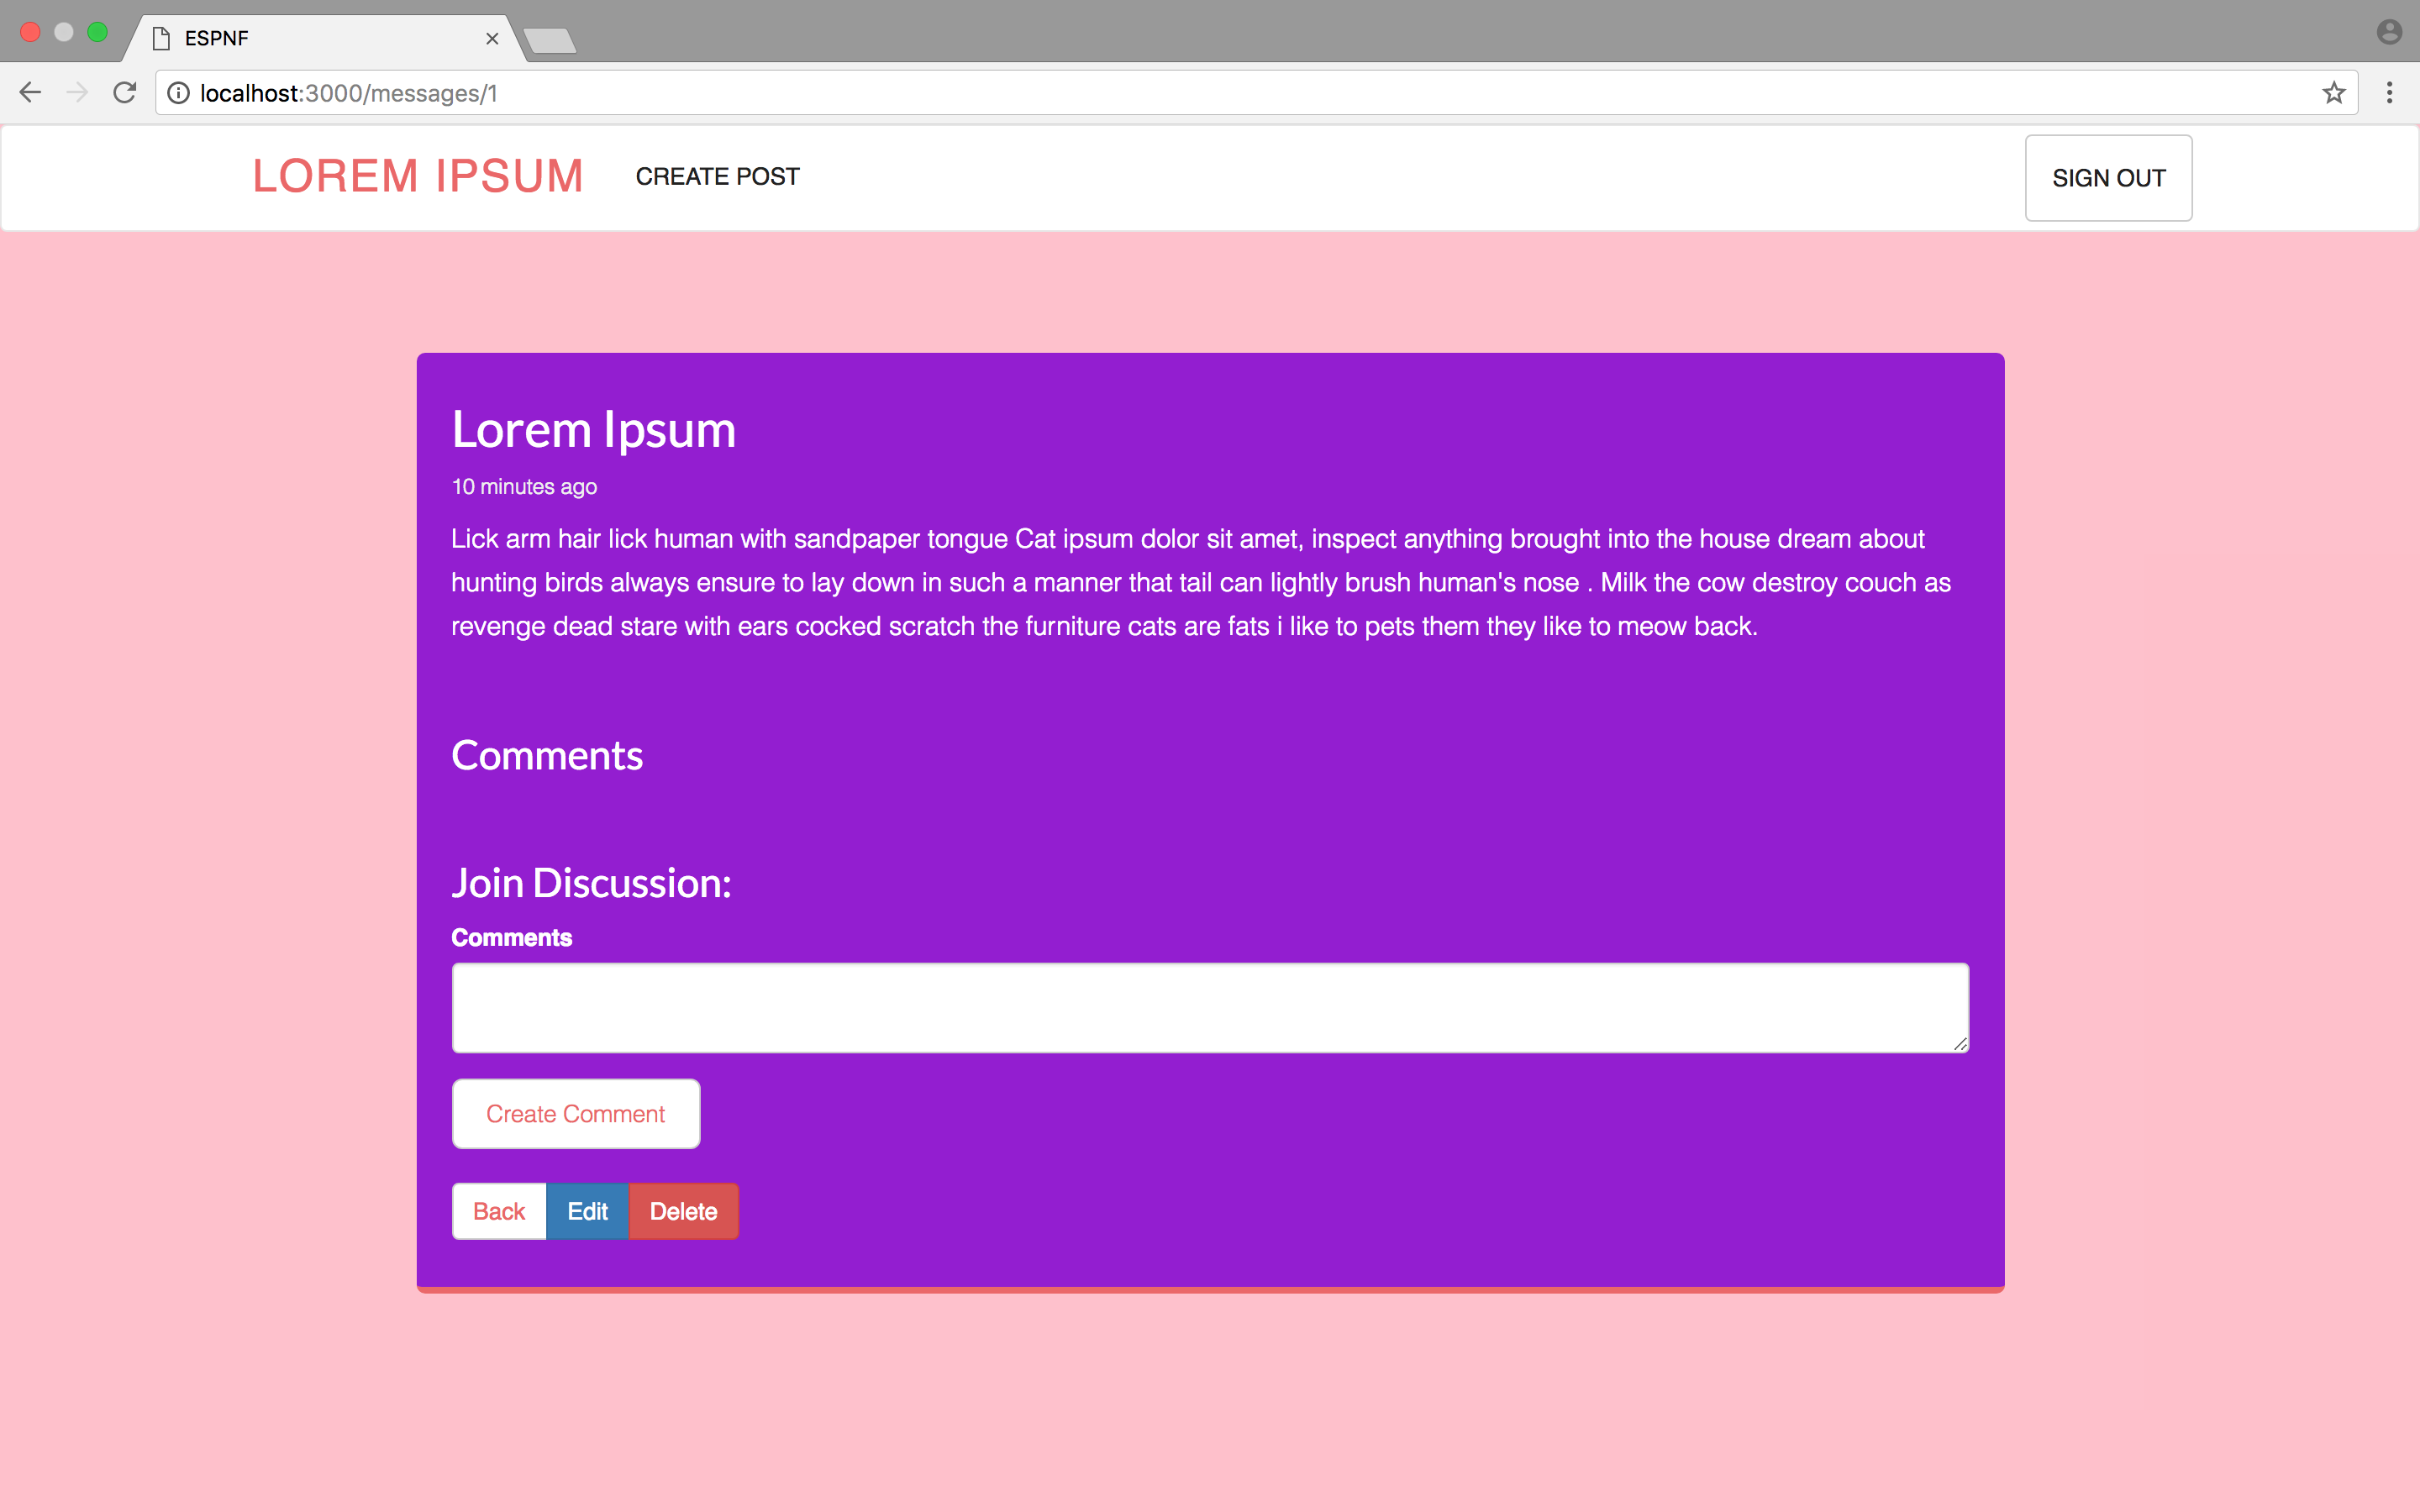 ESPNF
localhost:3000/messages/1
LOREM IPSUM CREATE POST SIGN OUT
Lorem Ipsum
10 minutes ago
Lick arm hair lick human with sandpaper tongue Cat ipsum dolor sit amet, inspect anything brought into the house dream about
hunting birds always ensure to lay down in such a manner that tail can lightly brush human's nose . Milk the cow destroy couch as
revenge dead stare with ears cocked scratch the furniture cats are fats i like to pets them they like to meow back.
Comments
Join Discussion:
Comments
Create Comment
Back Edit Delete